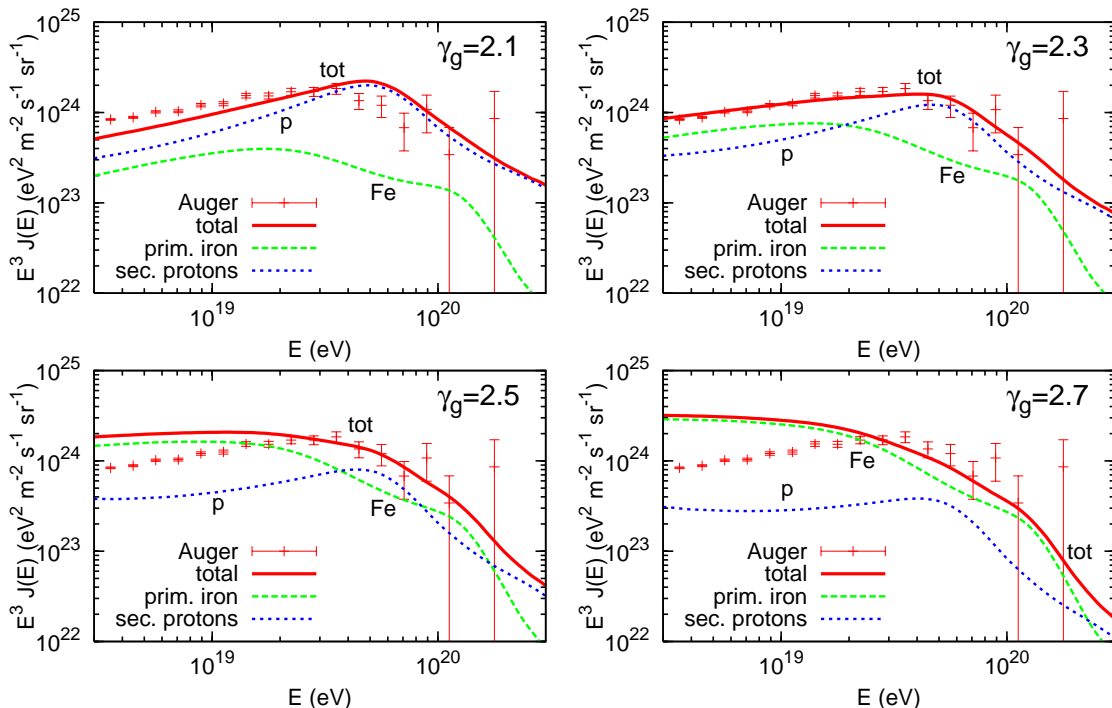 10^25
γg=2.1
tot
10^24
p
Fe
10^23
Auger
total
prim. iron
sec. protons
10^22
10^19
10^20
E (eV)
E^3 J(E) (eV^2 m^-2 s^-1 sr^-1)
10^25
γg=2.3
tot
10^24
p
Fe
10^23
Auger
total
prim. iron
sec. protons
10^22
10^19
10^20
E (eV)
E^3 J(E) (eV^2 m^-2 s^-1 sr^-1)
10^25
γg=2.5
tot
10^24
p
Fe
10^23
Auger
total
prim. iron
sec. protons
10^22
10^19
10^20
E (eV)
E^3 J(E) (eV^2 m^-2 s^-1 sr^-1)
10^25
γg=2.7
Fe
10^24
p
10^23
tot
Auger
total
prim. iron
sec. protons
10^22
10^19
10^20
E (eV)
E^3 J(E) (eV^2 m^-2 s^-1 sr^-1)